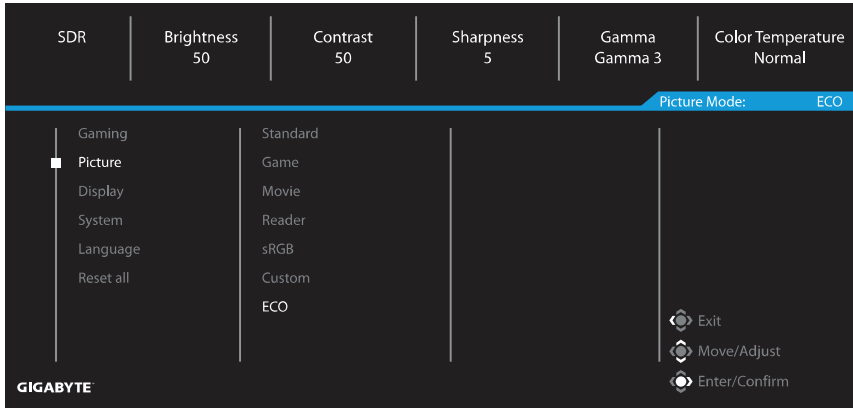 SDR
Brightness
50
Contrast
50
Sharpness
5
Gamma
Gamma 3
Color Temperature
Normal
Picture Mode: ECO
Gaming
Picture
Display
System
Language
Reset all
Standard
Game
Movie
Reader
sRGB
Custom
ECO
Exit
Move/Adjust
Enter/Confirm
GIGABYTE™